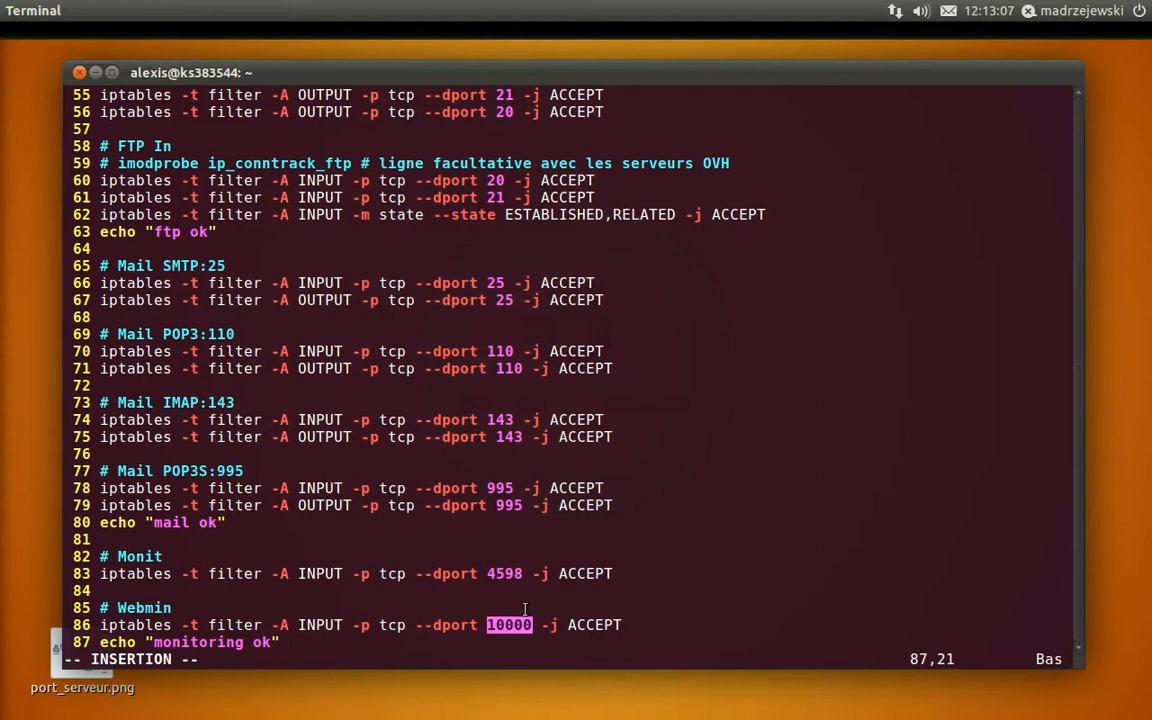 Terminal
12:13:07 madrzejewski
alexis@ks383544: ~
55 iptables -t filter -A OUTPUT -p tcp --dport 21 -j ACCEPT
56 iptables -t filter -A OUTPUT -p tcp --dport 20 -j ACCEPT
57
58 # FTP In
59 # imodprobe ip_conntrack_ftp # ligne facultative avec les serveurs OVH
60 iptables -t filter -A INPUT -p tcp --dport 20 -j ACCEPT
61 iptables -t filter -A INPUT -p tcp --dport 21 -j ACCEPT
62 iptables -t filter -A INPUT -m state --state ESTABLISHED,RELATED -j ACCEPT
63 echo "ftp ok"
64
65 # Mail SMTP:25
66 iptables -t filter -A INPUT -p tcp --dport 25 -j ACCEPT
67 iptables -t filter -A OUTPUT -p tcp --dport 25 -j ACCEPT
68
69 # Mail POP3:110
70 iptables -t filter -A INPUT -p tcp --dport 110 -j ACCEPT
71 iptables -t filter -A OUTPUT -p tcp --dport 110 -j ACCEPT
72
73 # Mail IMAP:143
74 iptables -t filter -A INPUT -p tcp --dport 143 -j ACCEPT
75 iptables -t filter -A OUTPUT -p tcp --dport 143 -j ACCEPT
76
77 # Mail POP3S:995
78 iptables -t filter -A INPUT -p tcp --dport 995 -j ACCEPT
79 iptables -t filter -A OUTPUT -p tcp --dport 995 -j ACCEPT
80 echo "mail ok"
81
82 # Monit
83 iptables -t filter -A INPUT -p tcp --dport 4598 -j ACCEPT
84
85 # Webmin
86 iptables -t filter -A INPUT -p tcp --dport 10000 -j ACCEPT
87 echo "monitoring ok"
-- INSERTION -- 87,21 Bas
port_serveur.png